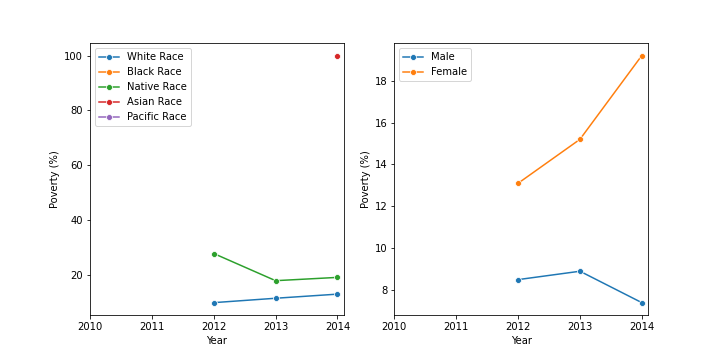 White Race
Black Race
Native Race
Asian Race
Pacific Race
100
80
60
40
20
Poverty (%)
2010 2011 2012 2013 2014
Year
Male
Female
18
16
14
12
10
8
Poverty (%)
2010 2011 2012 2013 2014
Year